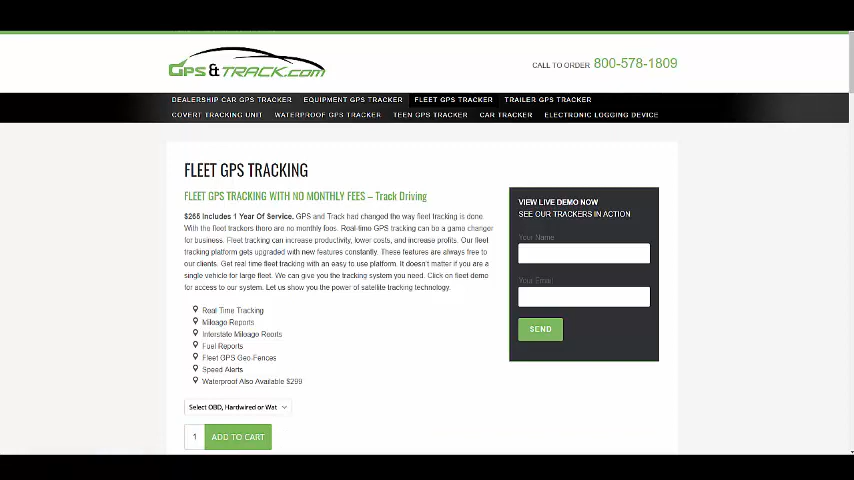 GPS & TRACK.COM
CALL TO ORDER 800-578-1809
DEALERSHIP CAR GPS TRACKER EQUIPMENT GPS TRACKER FLEET GPS TRACKER TRAILER GPS TRACKER
COVERT TRACKING UNIT WATERPROOF GPS TRACKER TEEN GPS TRACKER CAR TRACKER ELECTRONIC LOGGING DEVICE
FLEET GPS TRACKING
FLEET GPS TRACKING WITH NO MONTHLY FEES – Track Driving
$265 Includes 1 Year Of Service. GPS and Track had changed the way fleet tracking is done.
With the fleet trackers there are no monthly fees. Real-time GPS tracking can be a game changer
for business. Fleet tracking can increase productivity, lower costs, and increase profits. Our fleet
tracking platform gets upgraded with new features constantly. These features are always free to
our clients. Get real time fleet tracking with an easy to use platform. It doesn't matter if you are a
single vehicle for large fleet. We can give you the tracking system you need. Click on fleet demo
for access to our system. Let us show you the power of satellite tracking technology.
Real Time Tracking
Mileago Reports
Interstate Mileago Reorts
Fuel Reports
Fleet GPS Geo-Fences
Speed Alerts
Waterproof Also Available $299
Select OBD, Hardwired or Wat
1 ADD TO CART
VIEW LIVE DEMO NOW
SEE OUR TRACKERS IN ACTION
Your Name
Your Email
SEND